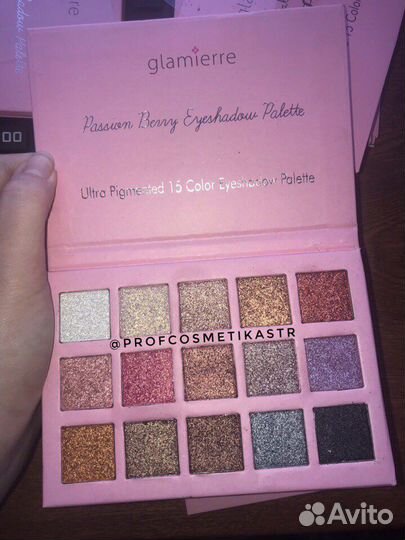 glamierre
Passion Berry Eyeshadow Palette
Ultra Pigmented 15 Color Eyeshadow Palette
@PROFCOSMETIKASTR
Avito